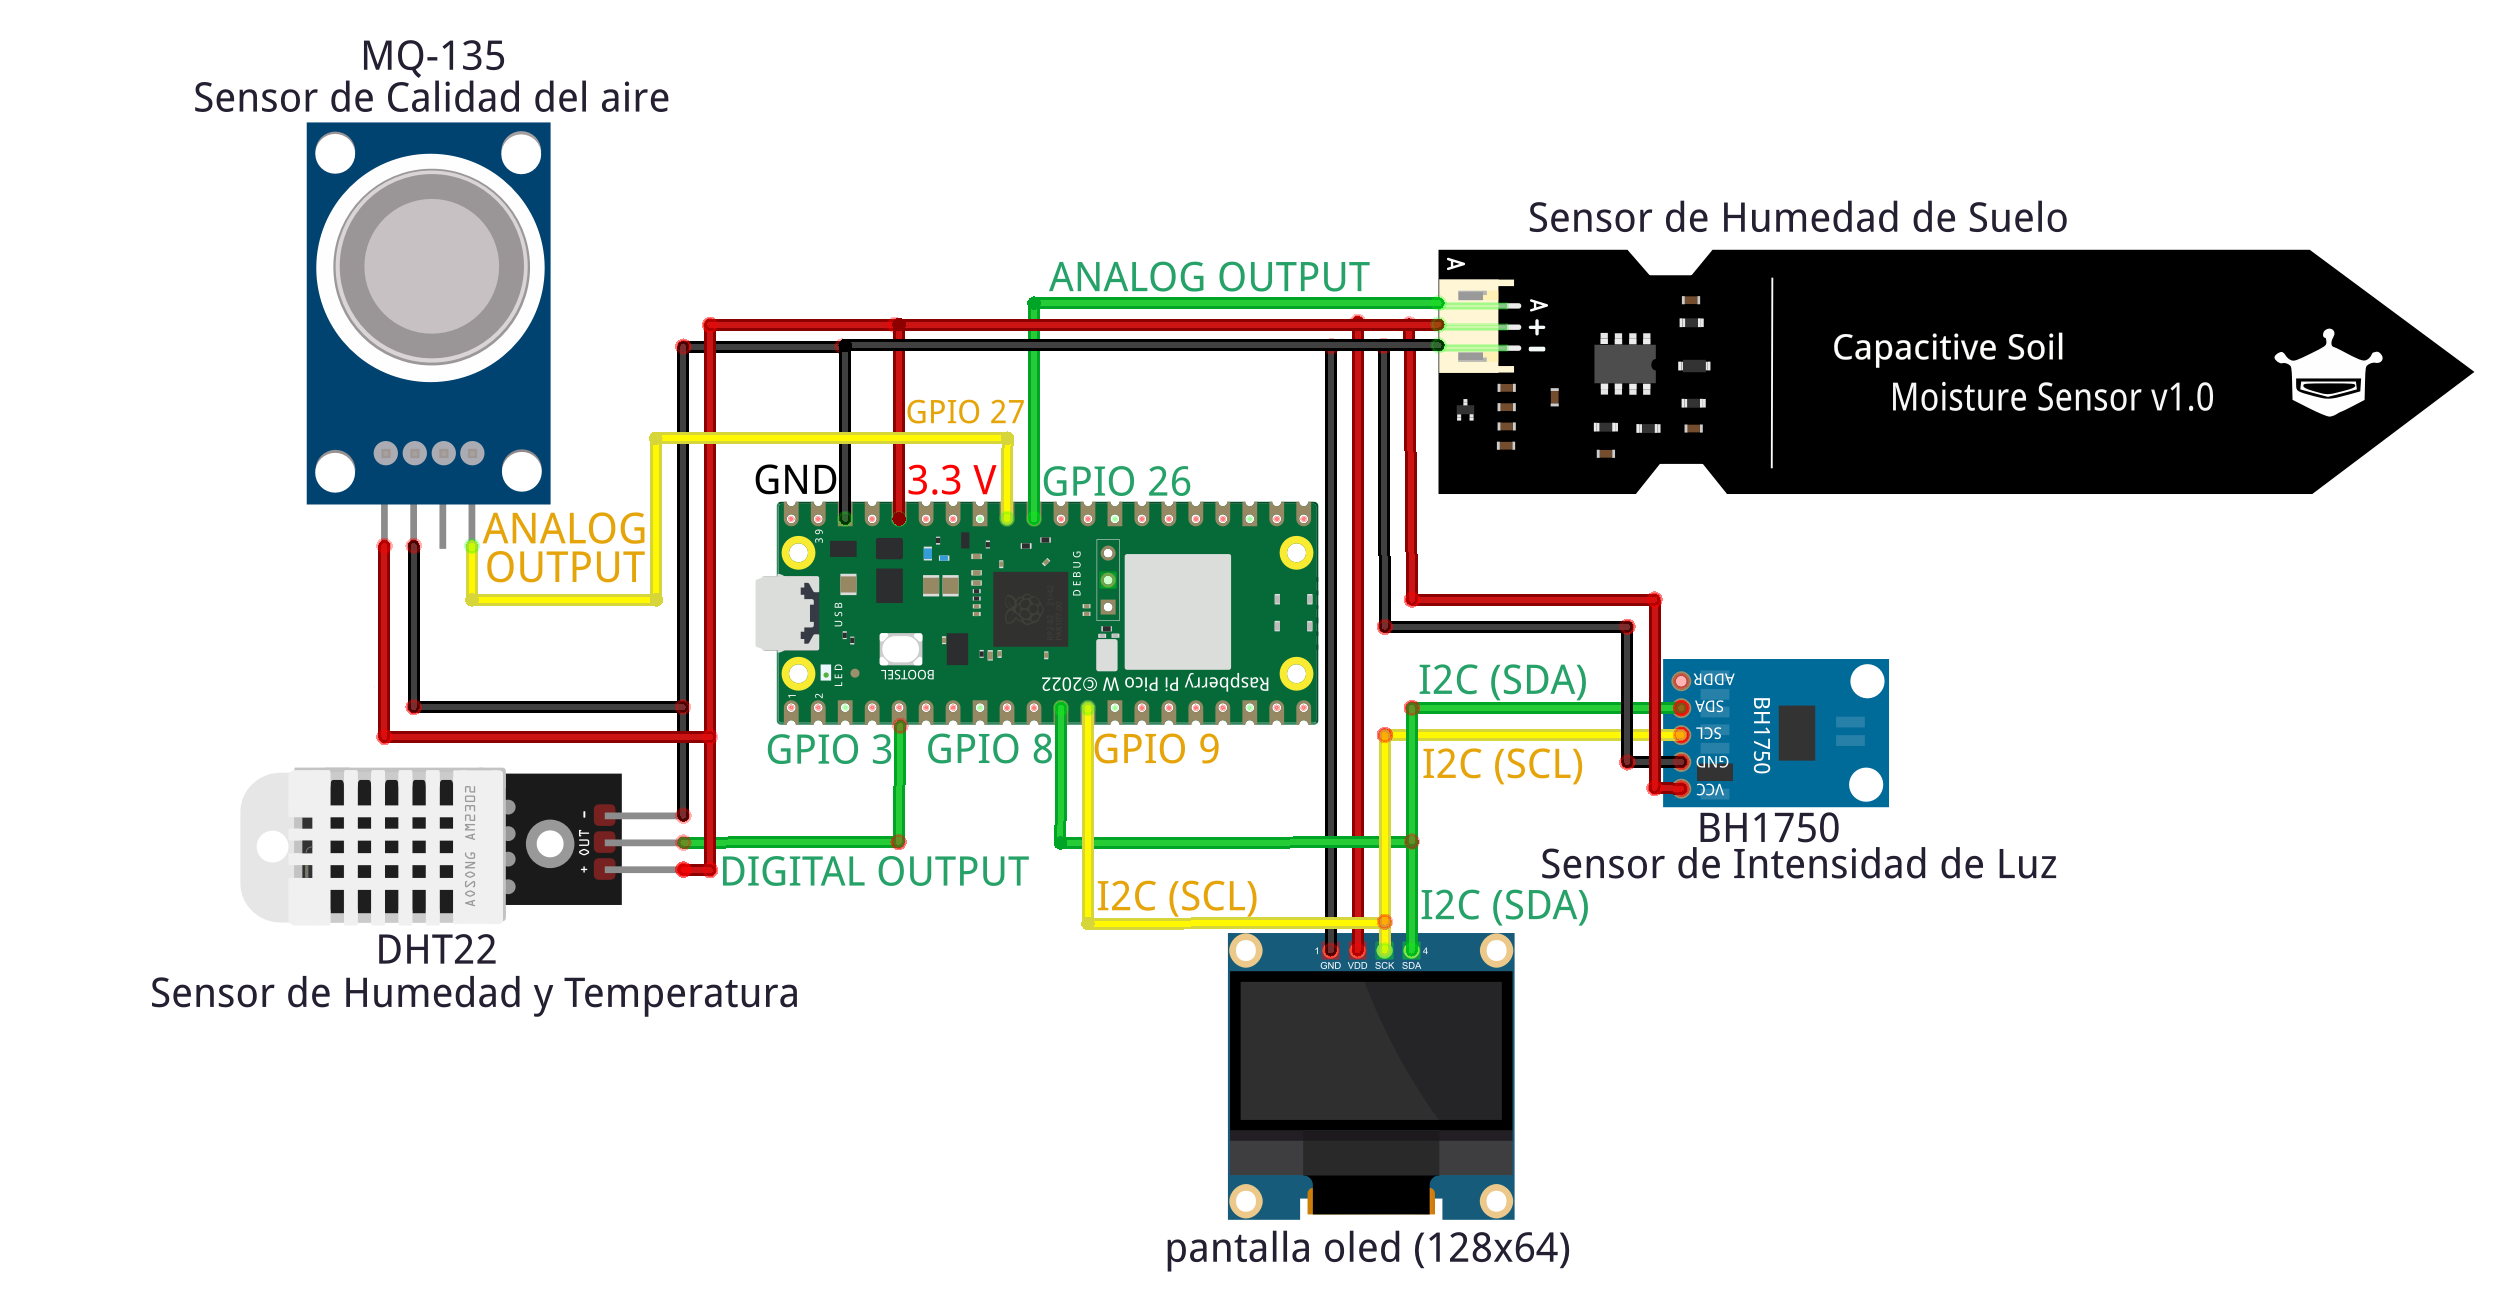 MQ-135
Sensor de Calidad del aire
Sensor de Humedad de Suelo
ANALOG OUTPUT
A
A
+
-
Capacitive Soil
Moisture Sensor v1.0
GPIO 27
GND
3.3 V
GPIO 26
ANALOG
OUTPUT
39
DEBUG
USB
BOOTSEL
LED
1
2
Raspberry Pi Pico W ©2022
GPIO 3
GPIO 8
GPIO 9
I2C (SDA)
I2C (SCL)
ADDR
SDA
SCL
GND
VCC
BH1750
BH1750
Sensor de Intensidad de Luz
AOSONG AM2302
-
OUT
+
DIGITAL OUTPUT
I2C (SCL)
I2C (SDA)
DHT22
Sensor de Humedad y Temperatura
1
GND
VDD
SCK
SDA
4
pantalla oled (128x64)